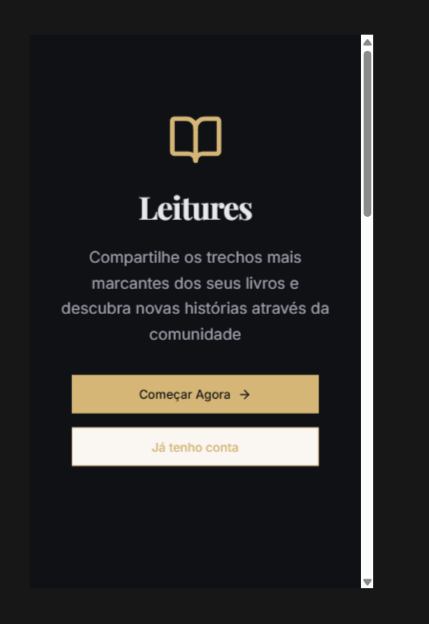 Leitures
Compartilhe os trechos mais
marcantes dos seus livros e
descubra novas histórias através da
comunidade
Começar Agora →
Já tenho conta